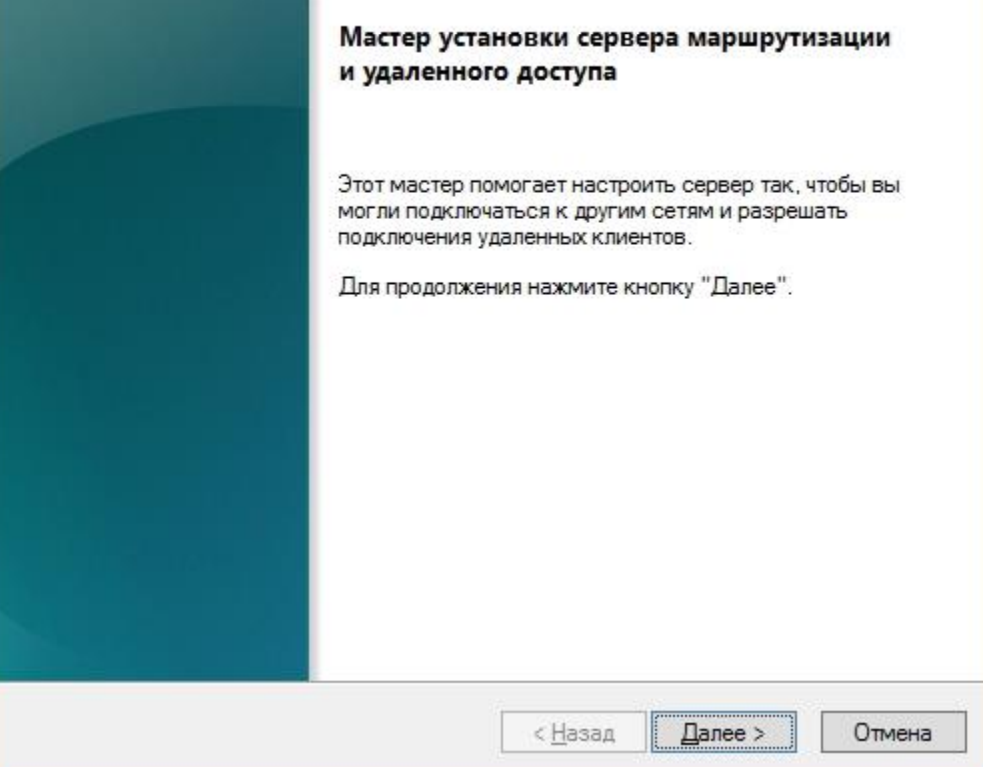 Мастер установки сервера маршрутизации
и удаленного доступа
Этот мастер помогает настроить сервер так, чтобы вы
могли подключаться к другим сетям и разрешать
подключения удаленных клиентов.
Для продолжения нажмите кнопку "Далее".
< Назад Далее > Отмена